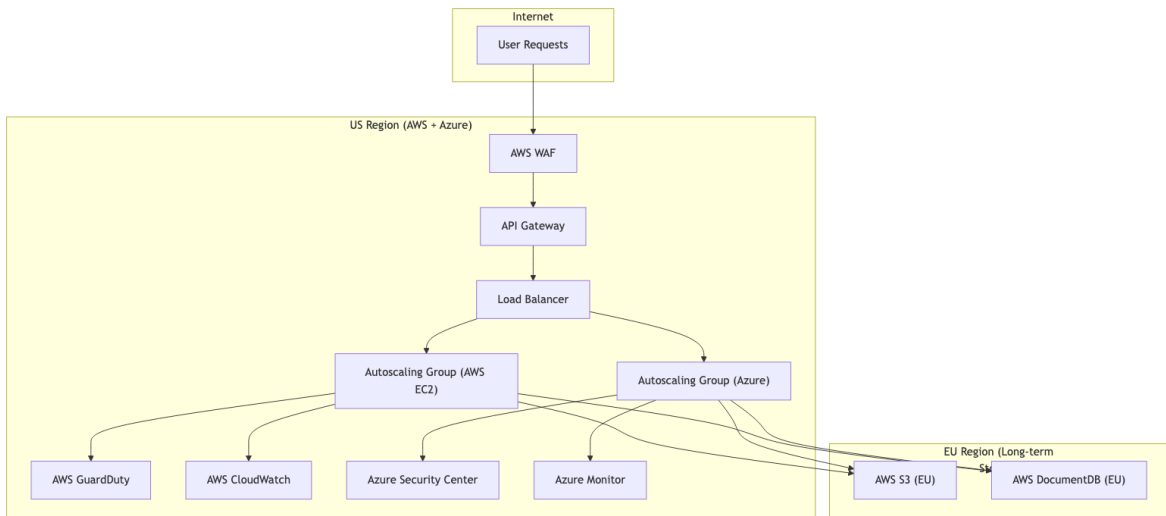 Internet
User Requests
US Region (AWS + Azure)
AWS WAF
API Gateway
Load Balancer
Autoscaling Group (AWS
EC2)
Autoscaling Group (Azure)
EU Region (Long-term
AWS GuardDuty
AWS CloudWatch
Azure Security Center
Azure Monitor
AWS S3 (EU)
AWS DocumentDB (EU)